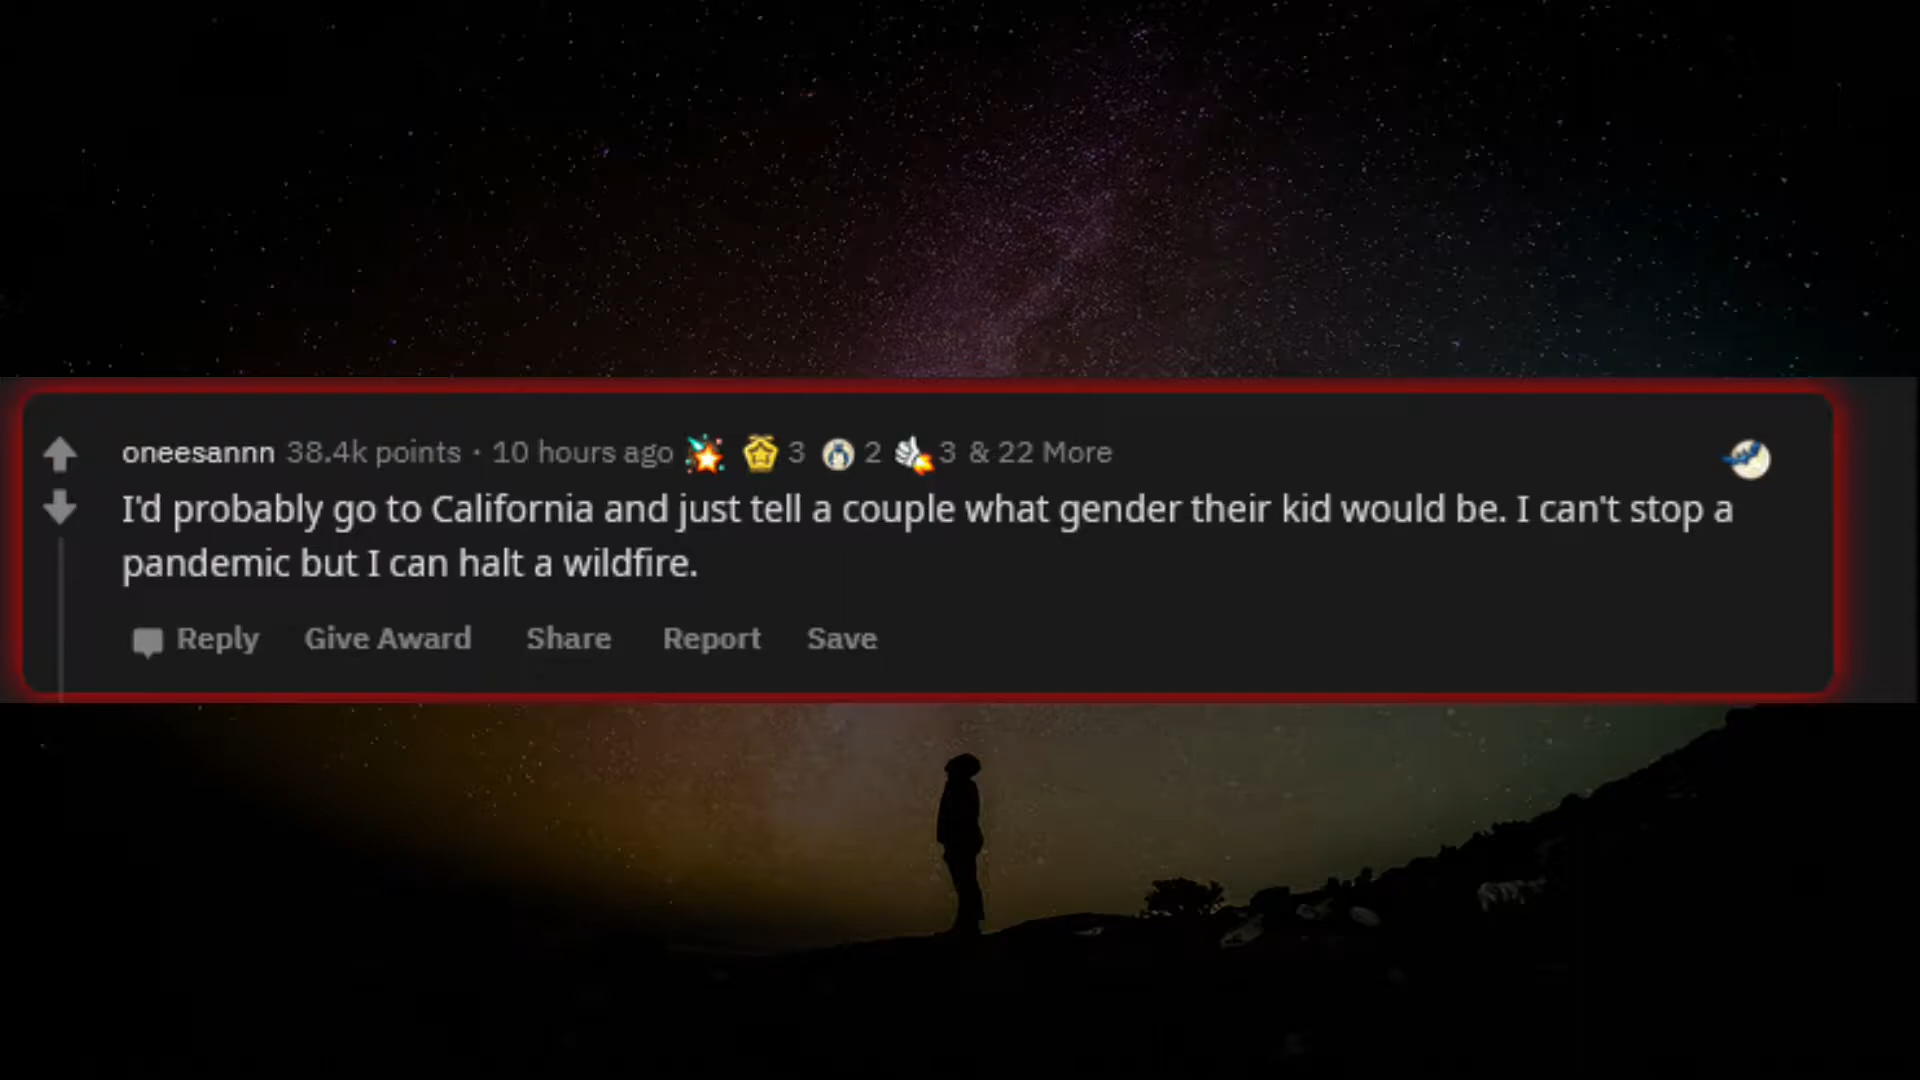 oneesannn 38.4k points · 10 hours ago 3 2 3 & 22 More
I'd probably go to California and just tell a couple what gender their kid would be. I can't stop a
pandemic but I can halt a wildfire.
Reply Give Award Share Report Save